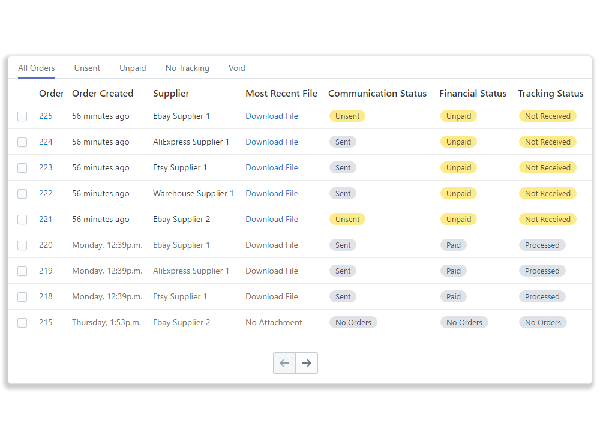 All Orders Unsent Unpaid No Tracking Void
Order Order Created Supplier Most Recent File Communication Status Financial Status Tracking Status
225 56 minutes ago Ebay Supplier 1 Download File Unsent Unpaid Not Received
224 56 minutes ago AliExpress Supplier 1 Download File Sent Unpaid Not Received
223 56 minutes ago Etsy Supplier 1 Download File Sent Unpaid Not Received
222 56 minutes ago Warehouse Supplier 1 Download File Sent Unpaid Not Received
221 56 minutes ago Ebay Supplier 2 Download File Unsent Unpaid Not Received
220 Monday, 12:39p.m. Ebay Supplier 1 Download File Sent Paid Processed
219 Monday, 12:39p.m. AliExpress Supplier 1 Download File Sent Paid Processed
218 Monday, 12:39p.m. Etsy Supplier 1 Download File Sent Paid Processed
215 Thursday, 1:53p.m. Ebay Supplier 2 No Attachment No Orders No Orders No Orders